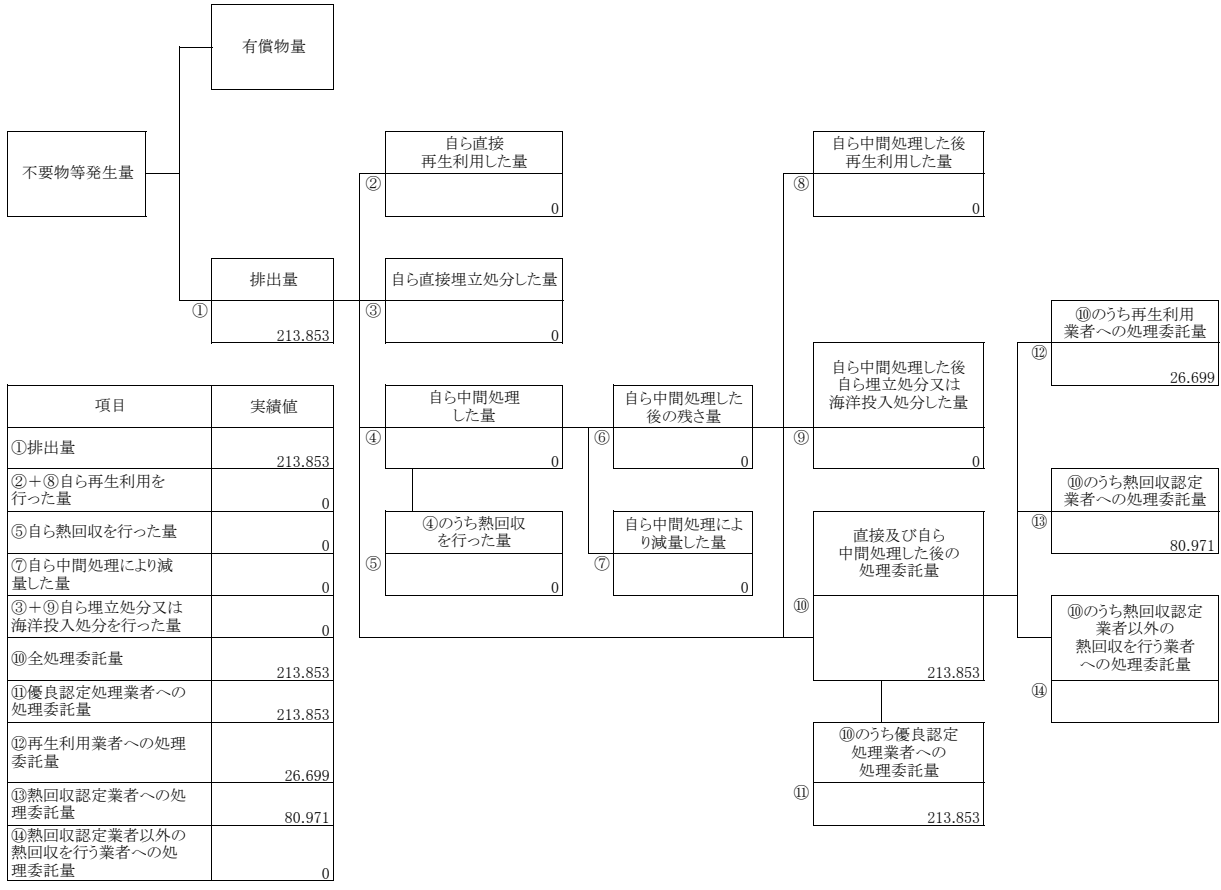 有償物量
不要物等発生量
自ら直接
再生利用した量
②
0
自ら中間処理した後
再生利用した量
⑧
0
排出量
①
213.853
自ら直接埋立処分した量
③
0
自ら中間処理
した量
④
0
自ら中間処理した
後の残さ量
⑥
0
自ら中間処理した後
自ら埋立処分又は
海洋投入処分した量
⑨
0
⑩のうち再生利用
業者への処理委託量
⑫
26.699
④のうち熱回収
を行った量
⑤
0
自ら中間処理によ
り減量した量
⑦
0
直接及び自ら
中間処理した後の
処理委託量
⑩
213.853
⑩のうち熱回収認定
業者への処理委託量
⑬
80.971
⑩のうち熱回収認定
業者以外の
熱回収を行う業者
への処理委託量
⑭
⑩のうち優良認定
処理業者への
処理委託量
⑪
213.853
項目 実績値
①排出量
213.853
②＋⑧自ら再生利用を
行った量
0
⑤自ら熱回収を行った量
0
⑦自ら中間処理により減
量した量
0
③＋⑨自ら埋立処分又は
海洋投入処分を行った量
0
⑩全処理委託量
213.853
⑪優良認定処理業者への
処理委託量
213.853
⑫再生利用業者への処理
委託量
26.699
⑬熱回収認定業者への処
理委託量
80.971
⑭熱回収認定業者以外の
熱回収を行う業者への処
理委託量
0